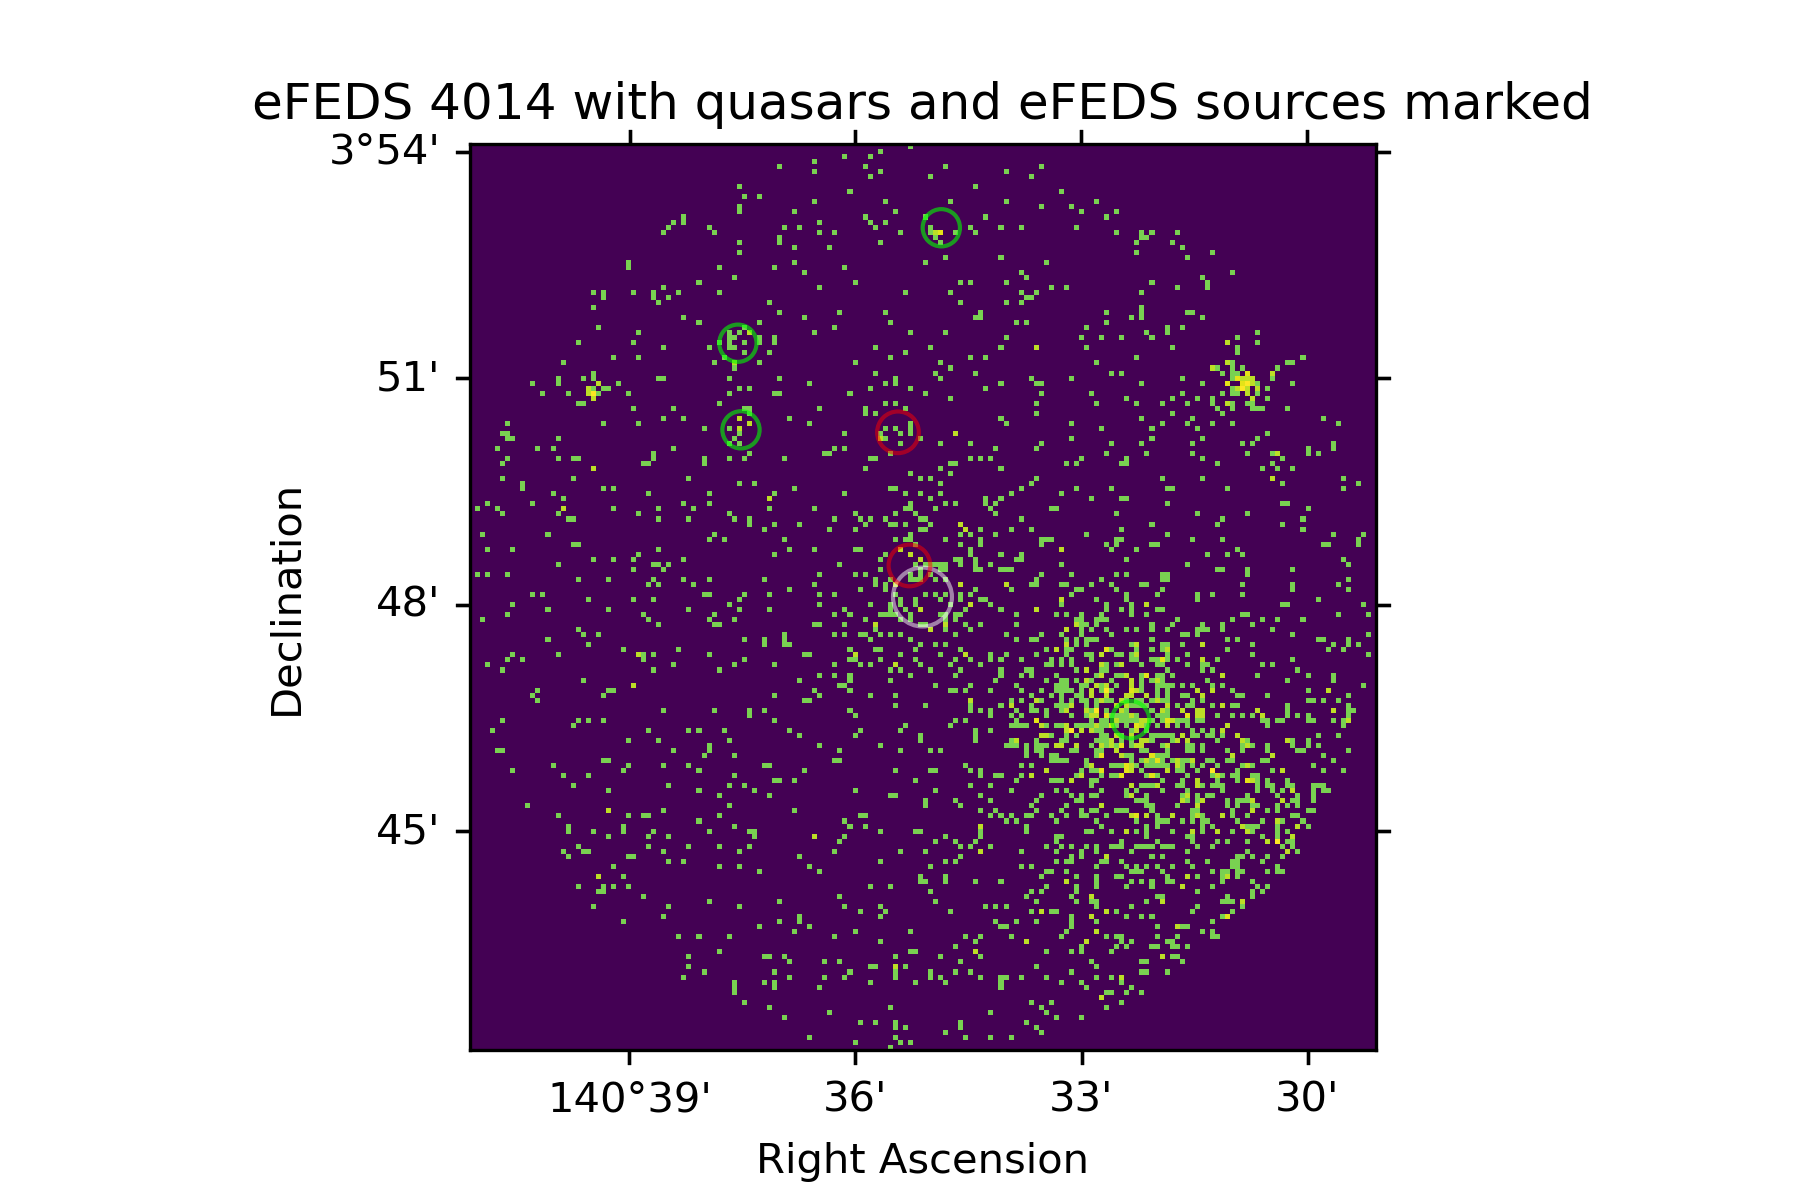 eFEDS 4014 with quasars and eFEDS sources marked
3°54'
51'
48'
45'
Declination
140°39'
36'
33'
30'
Right Ascension